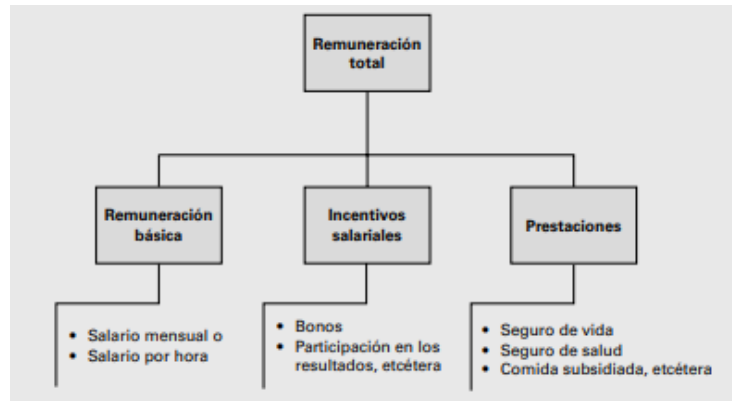 Remuneración
total
Remuneración
básica
Incentivos
salariales
Prestaciones
• Salario mensual o
• Salario por hora
• Bonos
• Participación en los
resultados, etcétera
• Seguro de vida
• Seguro de salud
• Comida subsidiada, etcétera